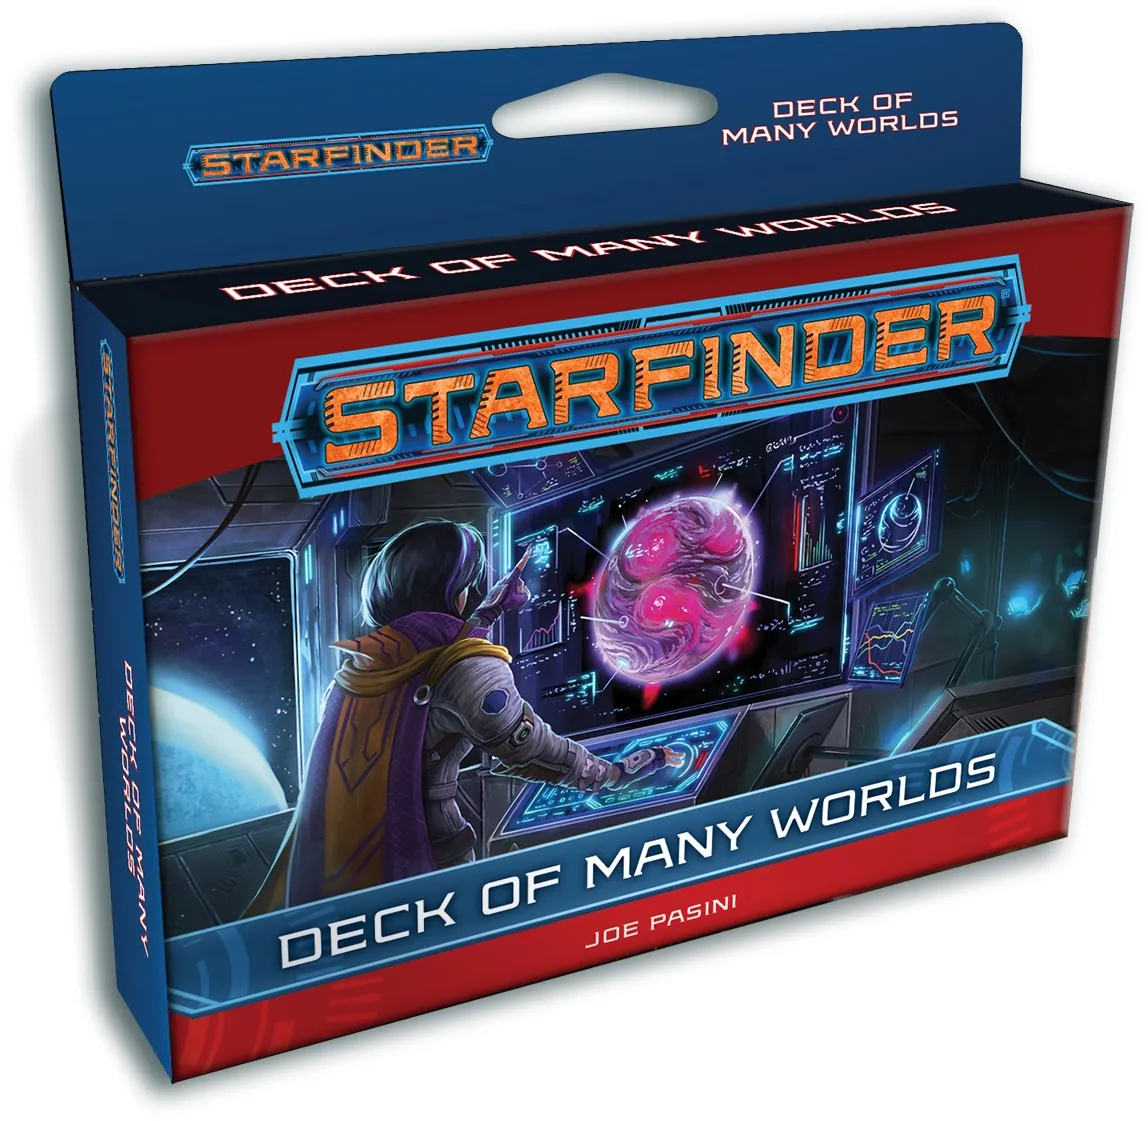 STARFINDER
DECK OF
MANY WORLDS
DECK OF MANY WORLDS
STARFINDER
STARFINDER
DECK OF MANY
WORLDS
DECK OF MANY WORLDS
JOE PASINI